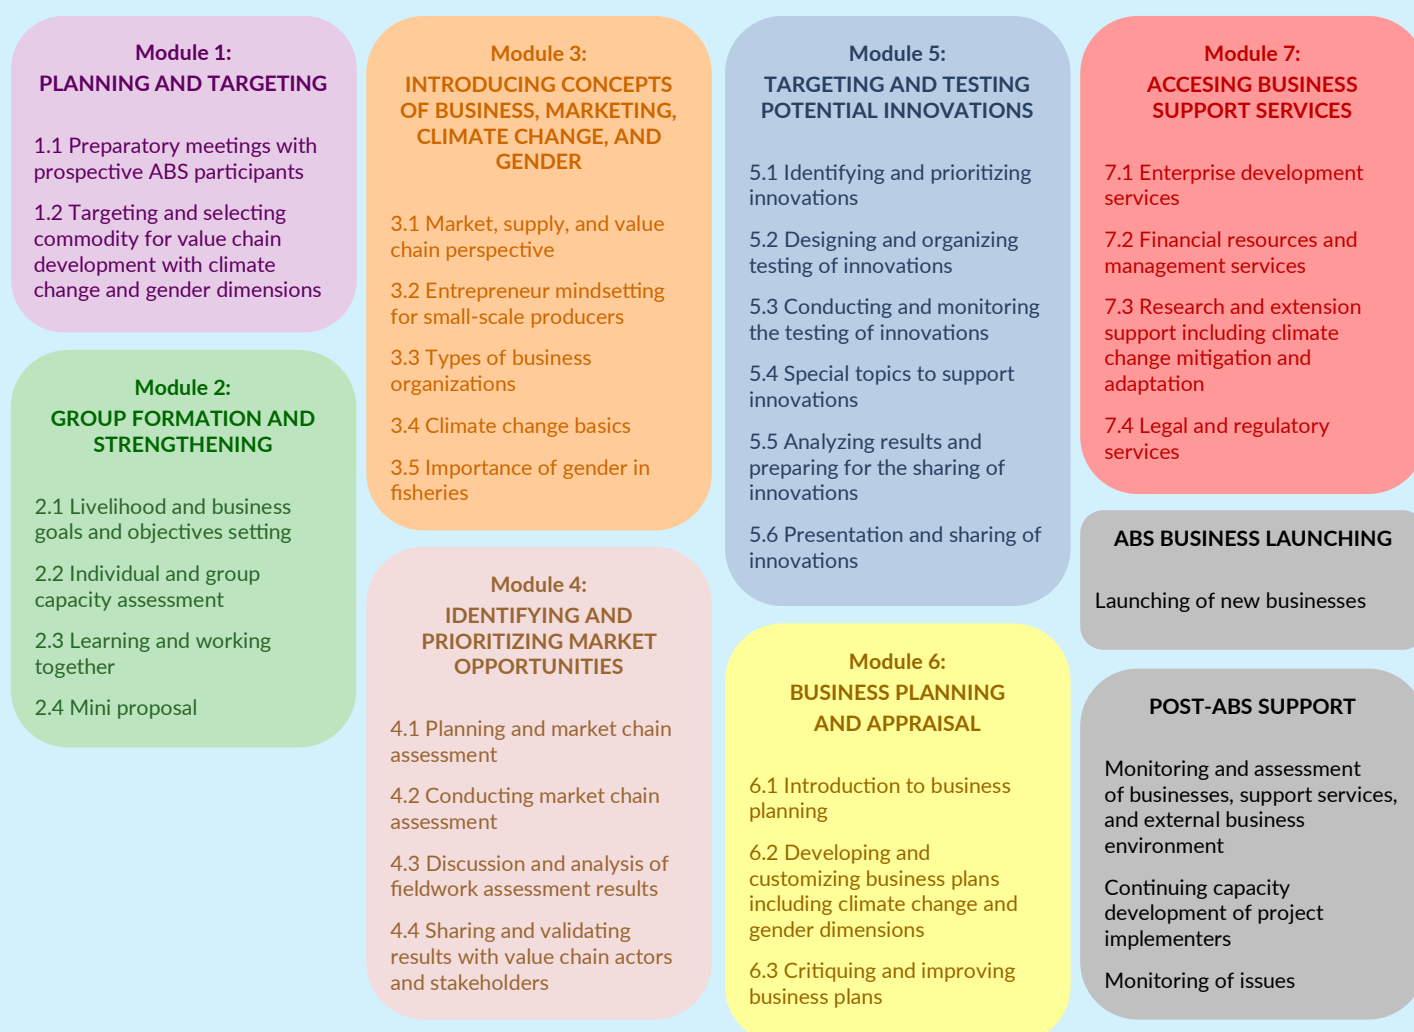 Module 1:
PLANNING AND TARGETING
1.1 Preparatory meetings with
prospective ABS participants
1.2 Targeting and selecting
commodity for value chain
development with climate
change and gender dimensions
Module 2:
GROUP FORMATION AND
STRENGTHENING
2.1 Livelihood and business
goals and objectives setting
2.2 Individual and group
capacity assessment
2.3 Learning and working
together
2.4 Mini proposal
Module 3:
INTRODUCING CONCEPTS
OF BUSINESS, MARKETING,
CLIMATE CHANGE, AND
GENDER
3.1 Market, supply, and value
chain perspective
3.2 Entrepreneur mindsetting
for small-scale producers
3.3 Types of business
organizations
3.4 Climate change basics
3.5 Importance of gender in
fisheries
Module 4:
IDENTIFYING AND
PRIORITIZING MARKET
OPPORTUNITIES
4.1 Planning and market chain
assessment
4.2 Conducting market chain
assessment
4.3 Discussion and analysis of
fieldwork assessment results
4.4 Sharing and validating
results with value chain actors
and stakeholders
Module 5:
TARGETING AND TESTING
POTENTIAL INNOVATIONS
5.1 Identifying and prioritizing
innovations
5.2 Designing and organizing
testing of innovations
5.3 Conducting and monitoring
the testing of innovations
5.4 Special topics to support
innovations
5.5 Analyzing results and
preparing for the sharing of
innovations
5.6 Presentation and sharing of
innovations
Module 6:
BUSINESS PLANNING
AND APPRAISAL
6.1 Introduction to business
planning
6.2 Developing and
customizing business plans
including climate change and
gender dimensions
6.3 Critiquing and improving
business plans
Module 7:
ACCESING BUSINESS
SUPPORT SERVICES
7.1 Enterprise development
services
7.2 Financial resources and
management services
7.3 Research and extension
support including climate
change mitigation and
adaptation
7.4 Legal and regulatory
services
ABS BUSINESS LAUNCHING
Launching of new businesses
POST-ABS SUPPORT
Monitoring and assessment
of businesses, support services,
and external business
environment
Continuing capacity
development of project
implementers
Monitoring of issues